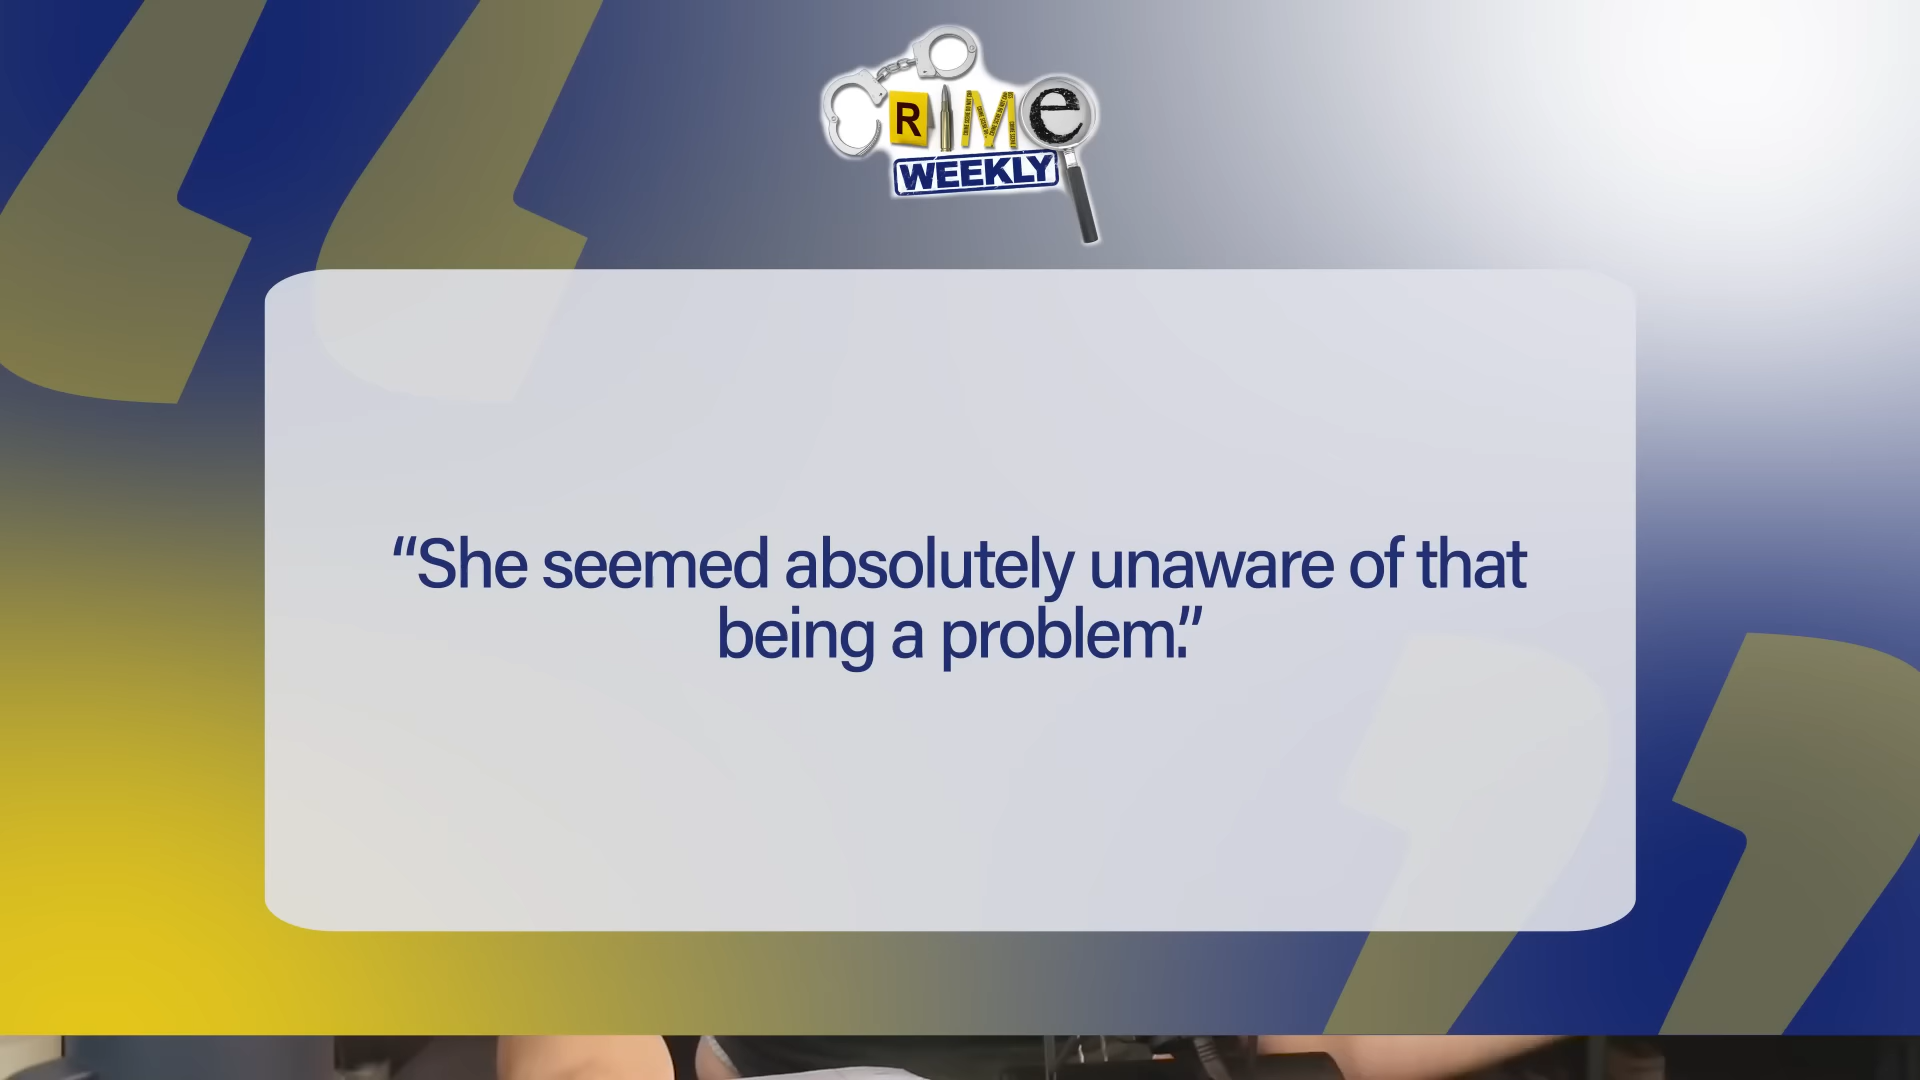 CRIMe
WEEKLY
“She seemed absolutely unaware of that
being a problem.”